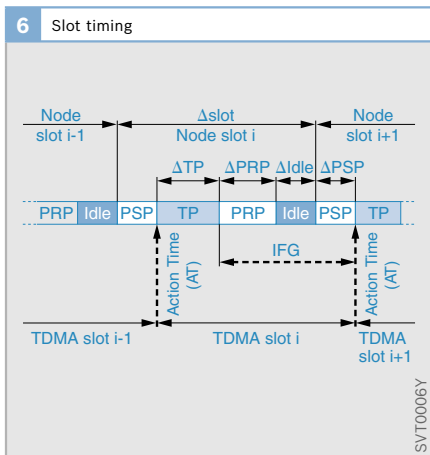 6 Slot timing
Node
slot i-1
Δslot
Node slot i
Node
slot i+1
ΔTP ΔPRP ΔIdle ΔPSP
PRP Idle PSP TP PRP Idle PSP TP
Action Time
(AT)
IFG
Action Time
(AT)
TDMA slot i-1
TDMA slot i
TDMA
slot i+1
SVT0006Y